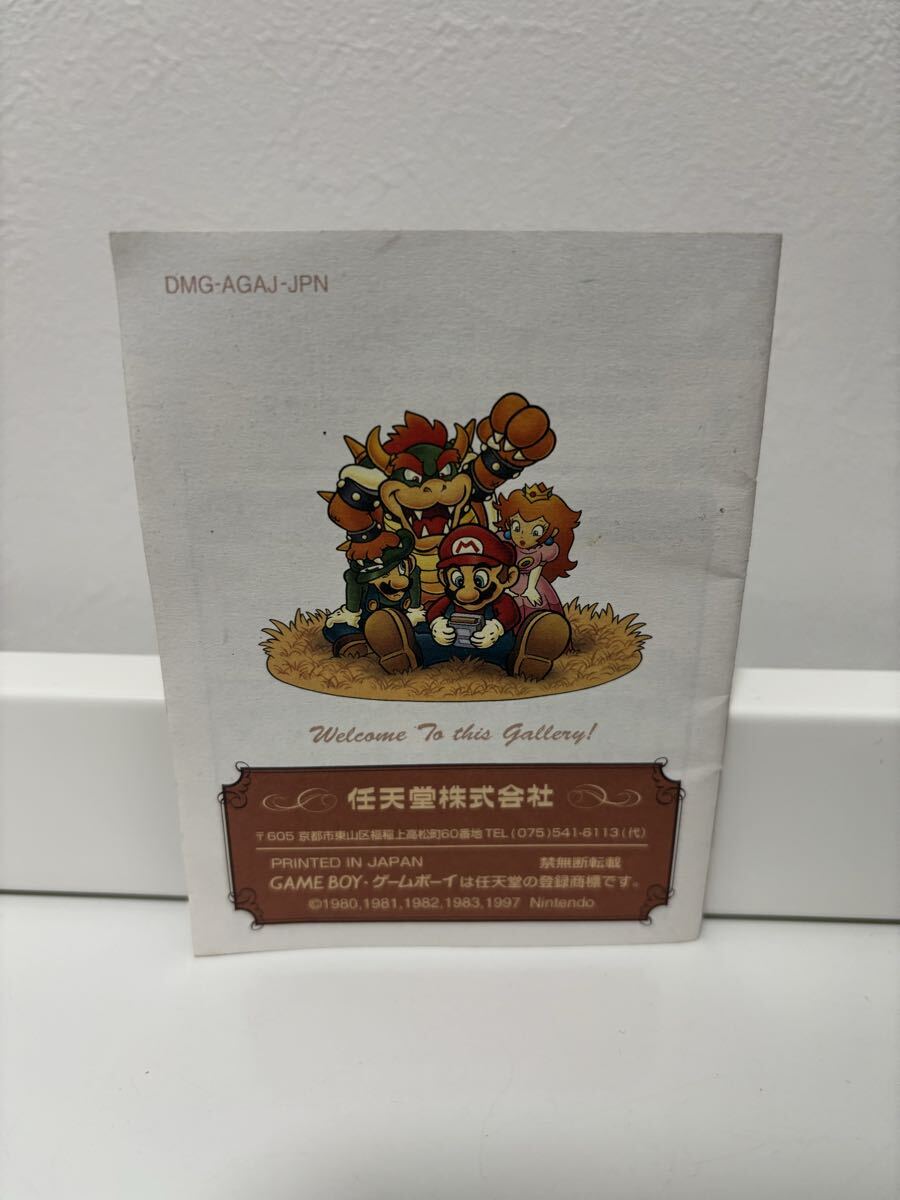 DMG-AGAJ-JPN
M
Welcome To this Gallery!
任天堂株式会社
〒605 京都市東山区福稲上高松町60番地 TEL(075)541-6113(代)
PRINTED IN JAPAN 禁無断転載
GAME BOY・ゲームボーイは任天堂の登録商標です。
©1980,1981,1982,1983,1997 Nintendo